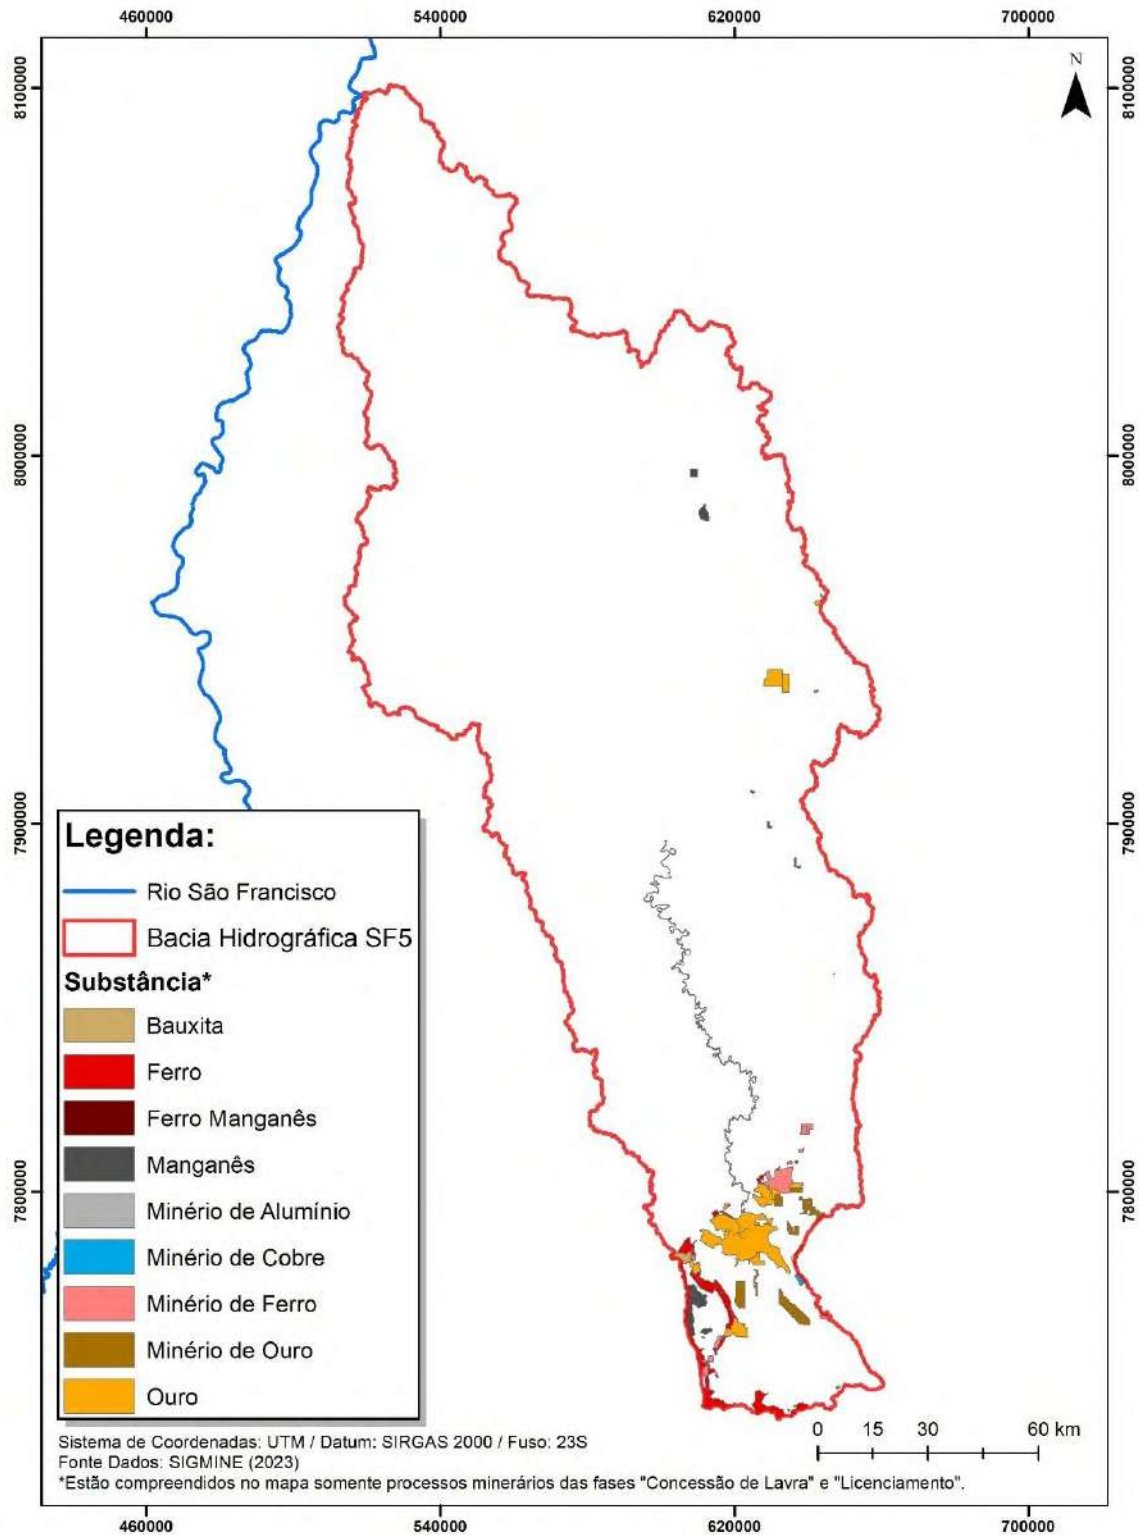 460000 540000 620000 700000
N
8100000 8100000
8000000 8000000
7900000 7900000
Legenda:
Rio São Francisco
Bacia Hidrográfica SF5
Substância*
Bauxita
Ferro
Ferro Manganês
Manganês
7800000 7800000
Minério de Alumínio
Minério de Cobre
Minério de Ferro
Minério de Ouro
Ouro
0 15 30 60 km
Sistema de Coordenadas: UTM / Datum: SIRGAS 2000 / Fuso: 23S
Fonte Dados: SIGMINE (2023)
*Estão compreendidos no mapa somente processos minerários das fases "Concessão de Lavra" e "Licenciamento".
460000 540000 620000 700000